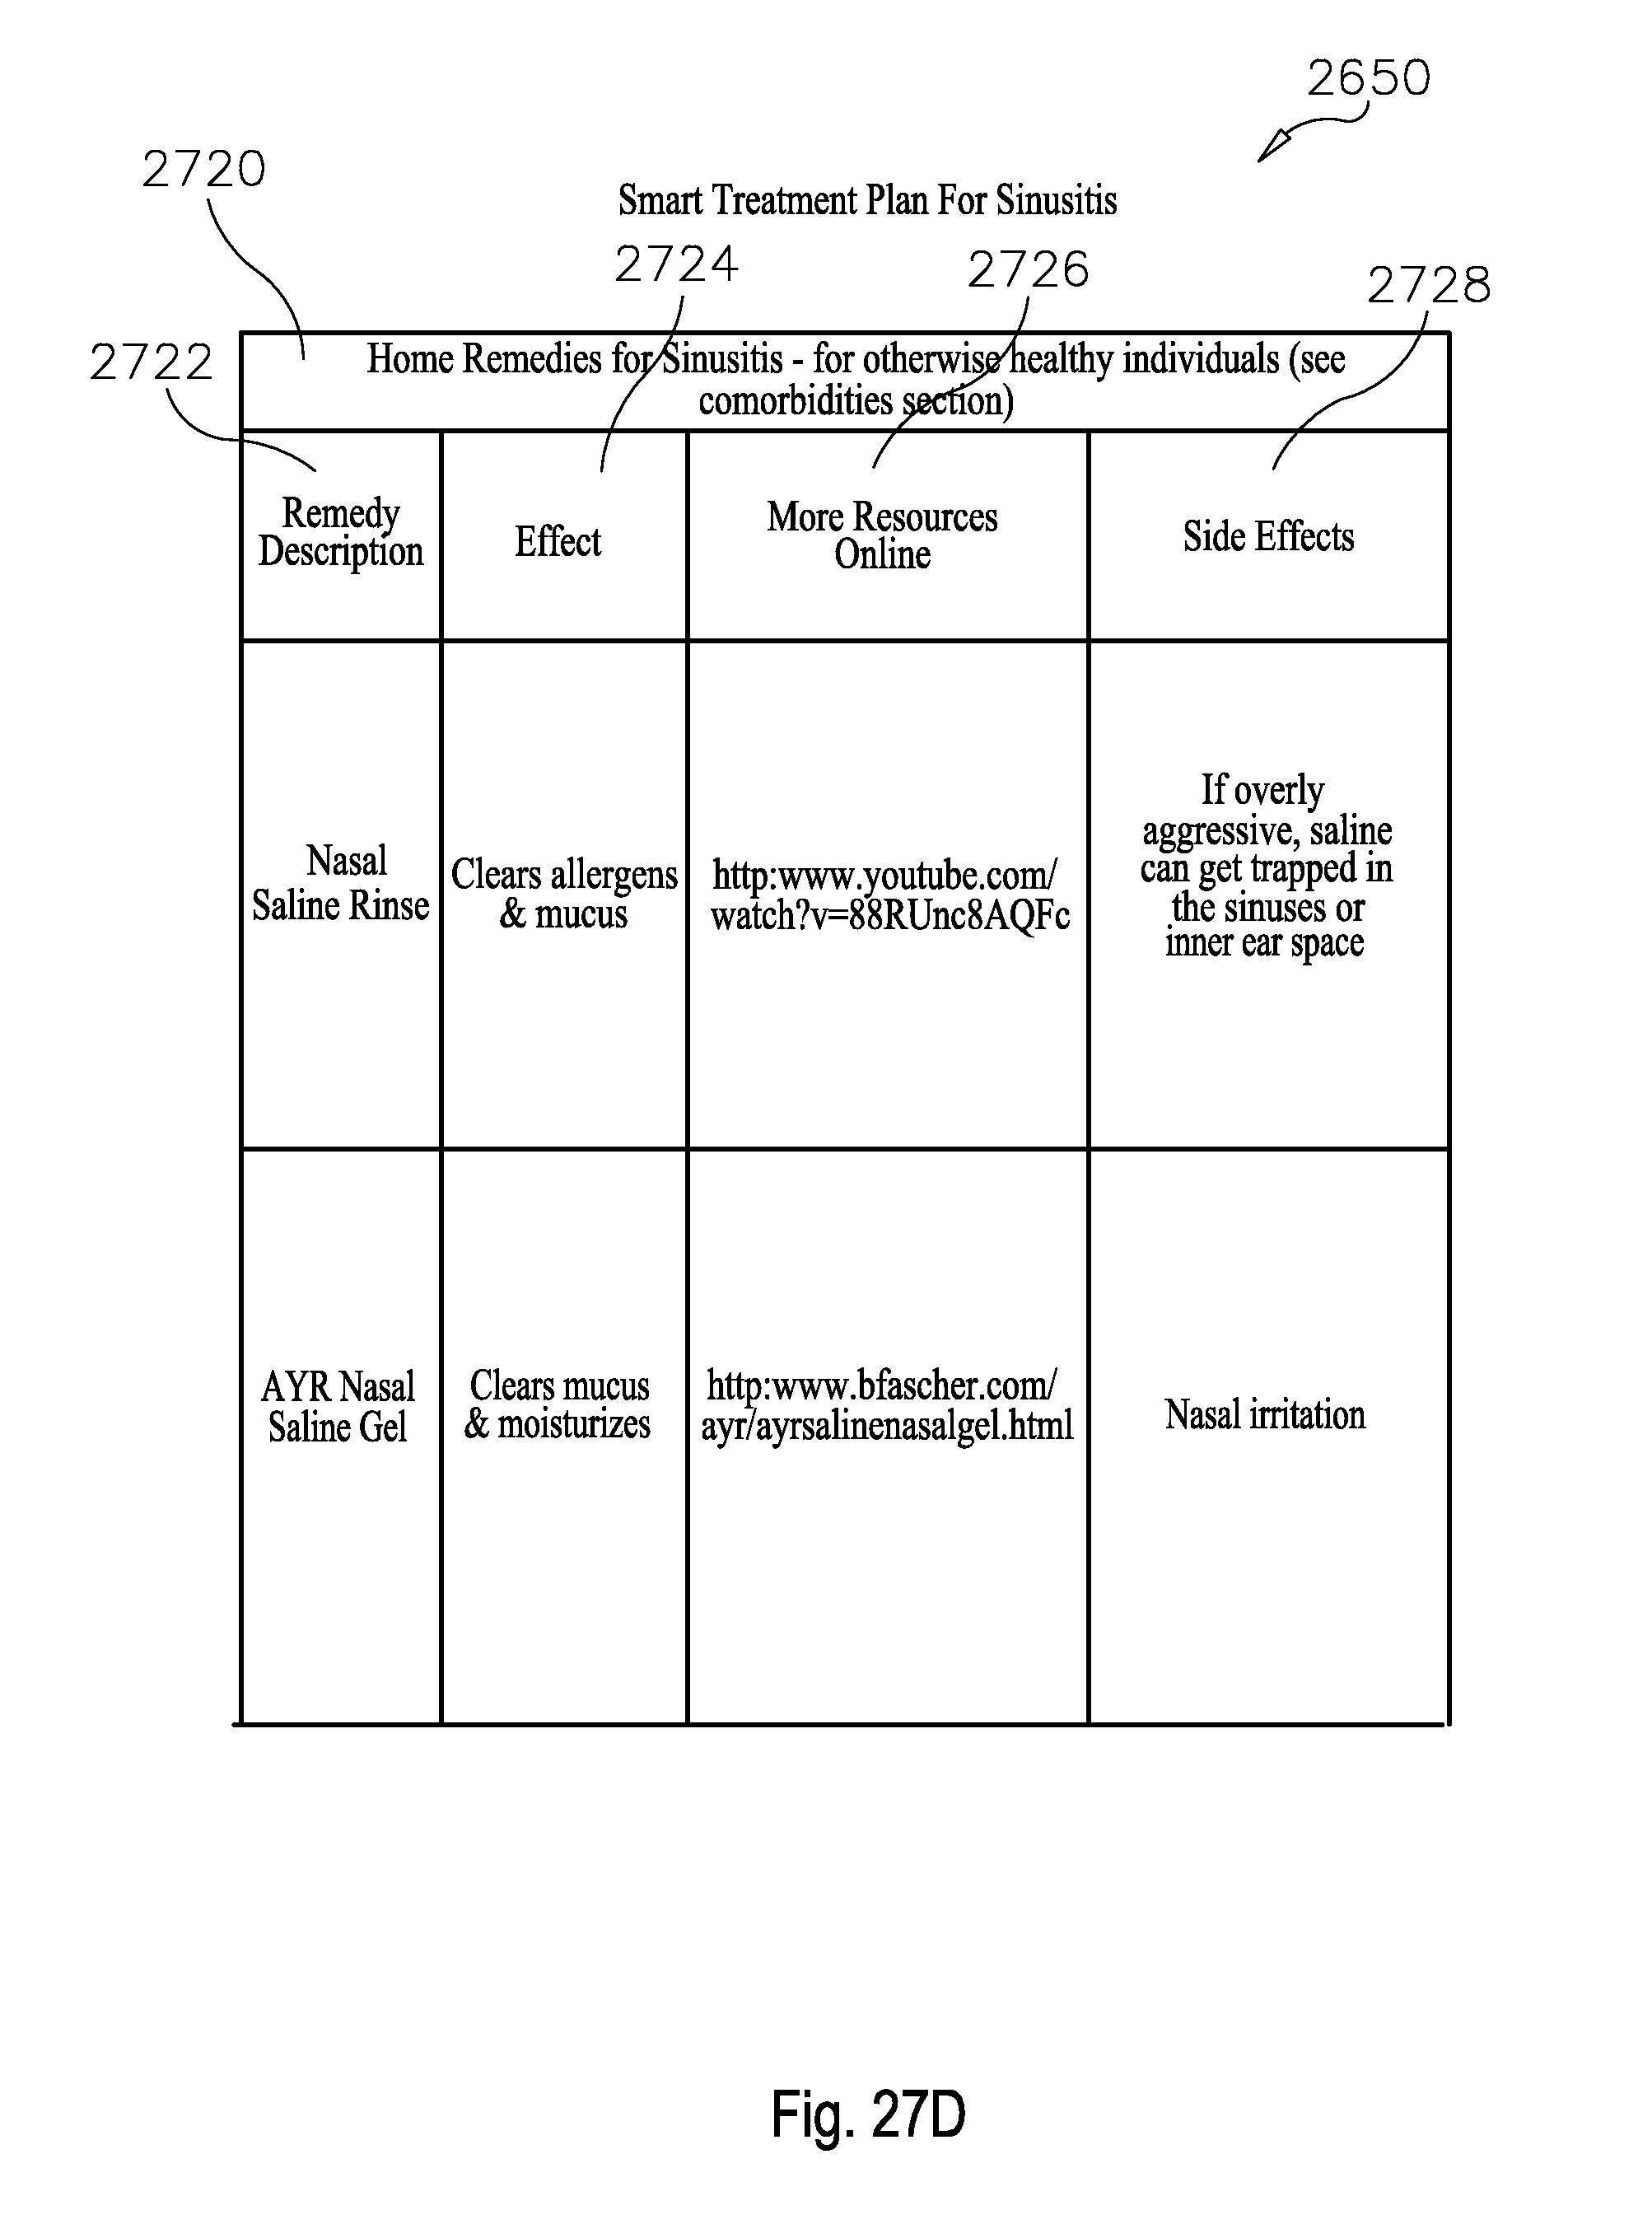 2650
2720
Smart Treatment Plan For Sinusitis
2724
2726
2728
2722
Home Remedies for Sinusitis - for otherwise healthy individuals (see
comorbidities section)
Remedy
Description
Effect
More Resources
Online
Side Effects
Nasal
Saline Rinse
Clears allergens
& mucus
http:www.youtube.com/
watch?v=88RUnc8AQFc
If overly
aggressive, saline
can get trapped in
the sinuses or
inner ear space
AYR Nasal
Saline Gel
Clears mucus
& moisturizes
http:www.bfascher.com/
ayr/ayrsalinenasalgel.html
Nasal irritation
Fig. 27D